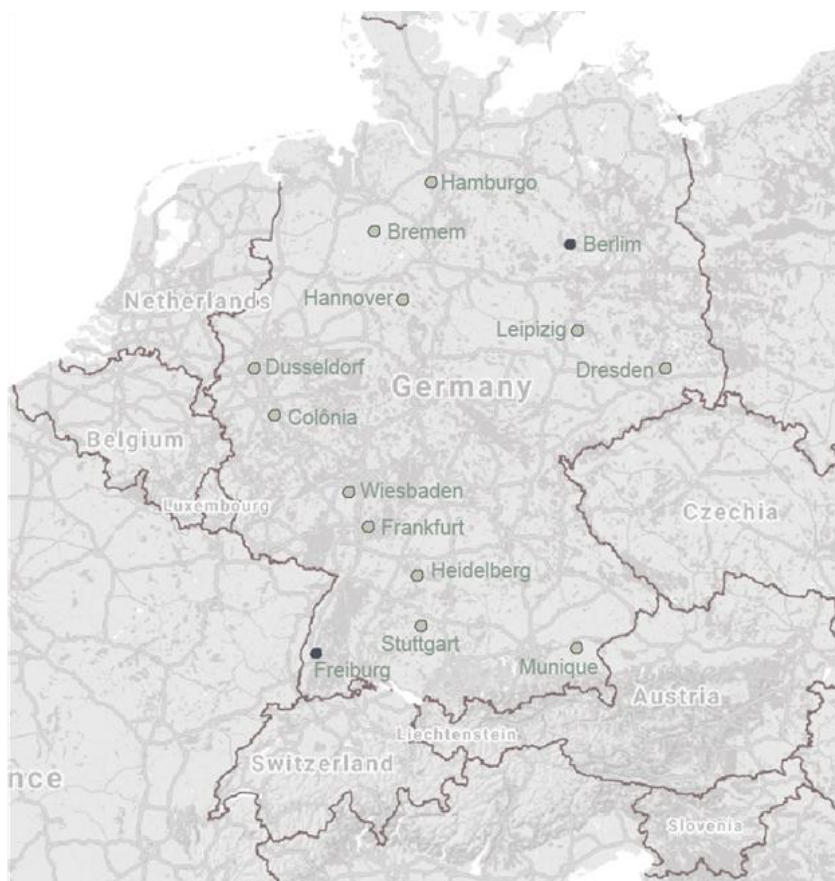 Hamburgo
Bremem
Berlim
Netherlands
Hannover
Leipizig
Dusseldorf
Dresden
Germany
Colônia
Belgium
Wiesbaden
Luxembourg
Czechia
Frankfurt
Heidelberg
Stuttgart
Munique
Freiburg
Austria
Liechtenstein
Switzerland
nce
Slovenia